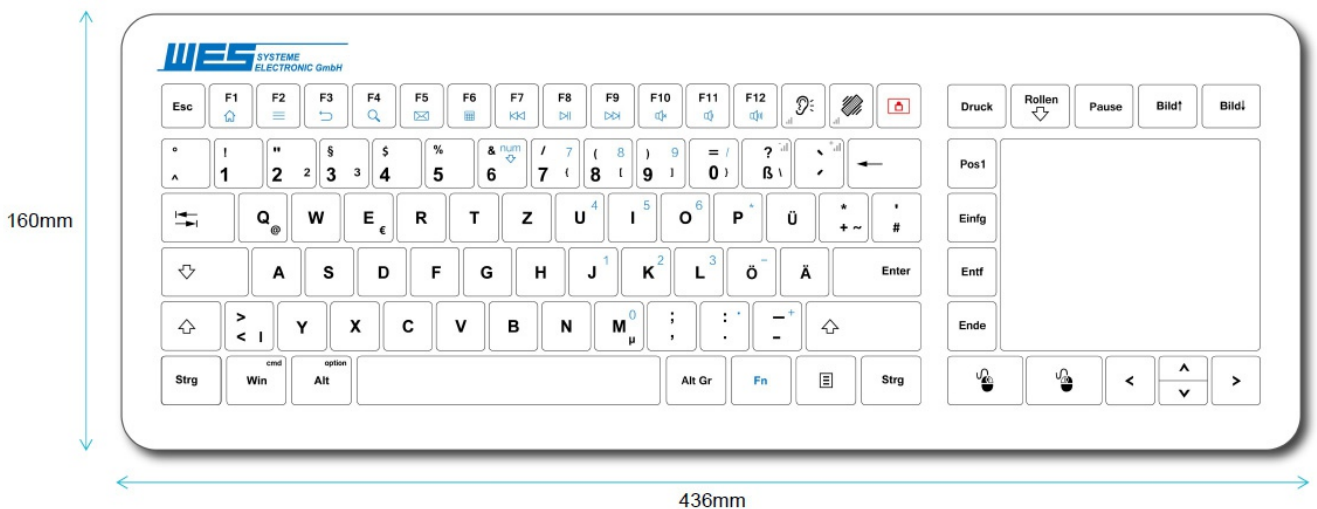 WES SYSTEME
ELECTRONIC GmbH
Esc F1 F2 F3 F4 F5 F6 F7 F8 F9 F10 F11 F12 Druck Rollen Pause Bild↑ Bild↓
° ! " § $ % & num / 7 ( 8 ) 9 = / ? `
^ 1 2 2 3 3 4 5 6 7 { 8 [ 9 ] 0 } ß \ ´ ← Pos1
160mm
Q @ W E € R T Z U 4 I 5 O 6 P * Ü * + ~ ' # Einfg
A S D F G H J 1 K 2 L 3 Ö − Ä Enter Entf
> < | Y X C V B N M 0 µ ; , : · . – + - Ende
Strg Win cmd Alt option Alt Gr Fn Strg < ^ v >
436mm